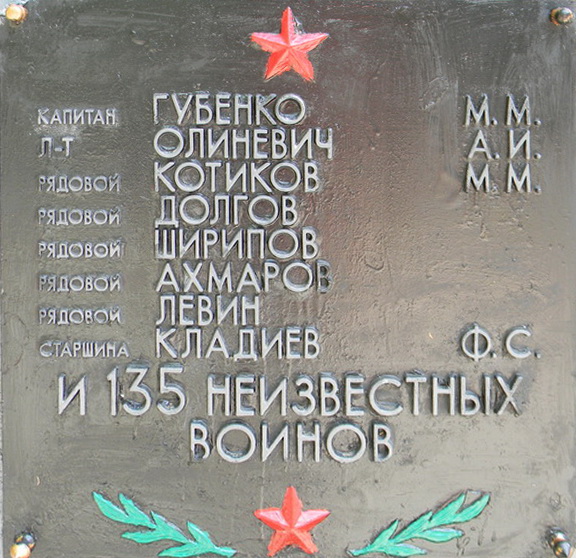 КАПИТАН ГУБЕНКО М. М.
Л-Т ОЛИНЕВИЧ А. И.
РЯДОВОЙ КОТИКОВ М. М.
РЯДОВОЙ ДОЛГОВ
РЯДОВОЙ ШИРИПОВ
РЯДОВОЙ АХМАРОВ
РЯДОВОЙ ЛЕВИН
СТАРШИНА КЛАДИЕВ Ф. С.
И 135 НЕИЗВЕСТНЫХ
ВОИНОВ